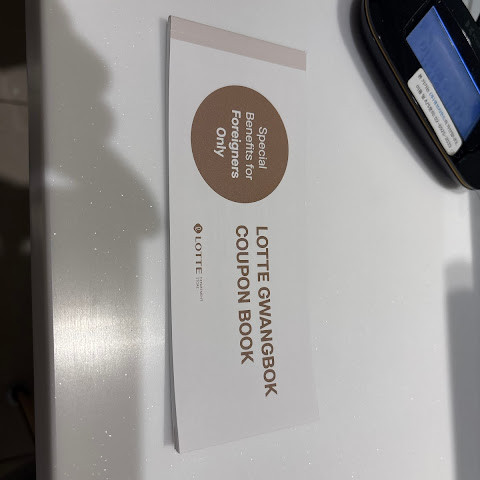 Special
Benefits for
Foreigners
Only
LOTTE GWANGBOK
COUPON BOOK
LOTTE